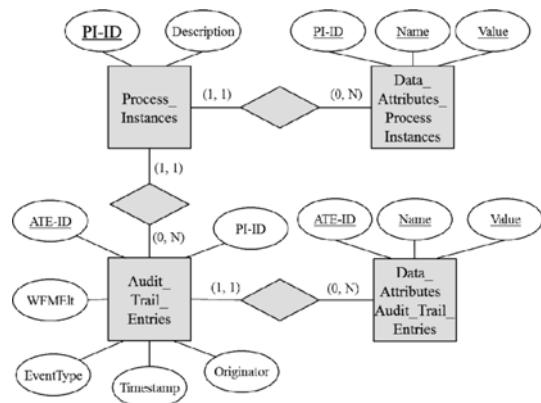 PI-ID
Description
PI-ID
Name
Value
Process_
Instances
(1, 1)
(0, N)
Data_
Attributes_
Process
Instances
(1, 1)
(0, N)
ATE-ID
PI-ID
WFMElt
Audit_
Trail_
Entries
(1, 1)
(0, N)
ATE-ID
Name
Value
Data_
Attributes
Audit_Trail_
Entries
EventType
Timestamp
Originator